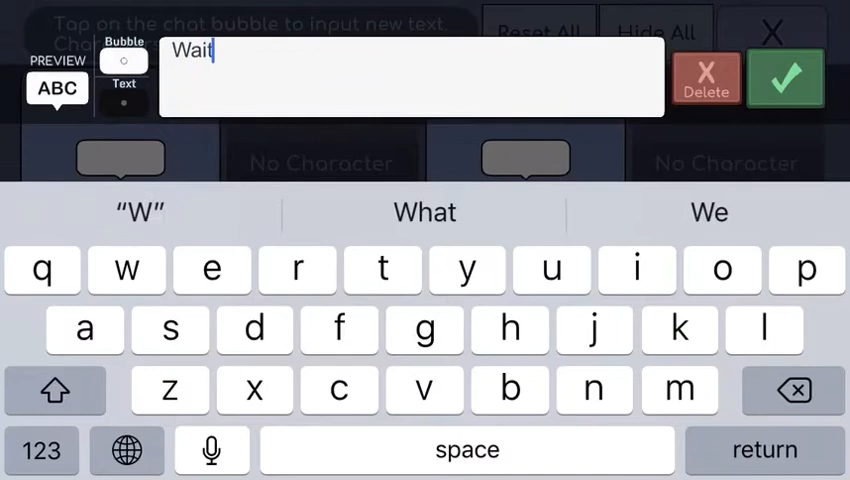 Tap on the chat bubble to input new text,
Reset All
Hide All
X
Bubble
PREVIEW
ABC
Text
Wait
X
Delete
No Character
No Character
“W”
What
We
q w e r t y u i o p
a s d f g h j k l
z x c v b n m
123
space
return